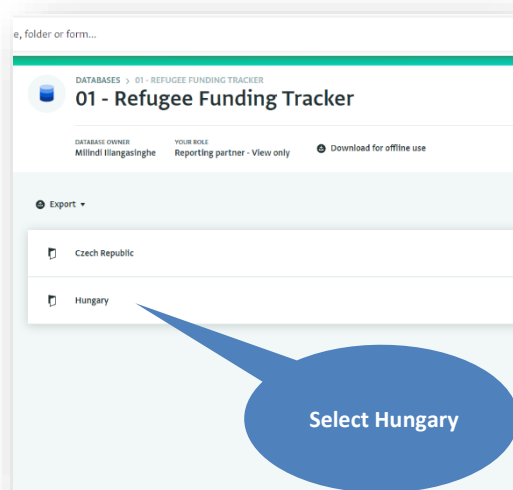 e, folder or form...
DATABASES > 01 - REFUGEE FUNDING TRACKER
01 - Refugee Funding Tracker
DATABASE OWNER YOUR ROLE
Milindi Illangasinghe Reporting partner - View only Download for offline use
Export
Czech Republic
Hungary
Select Hungary